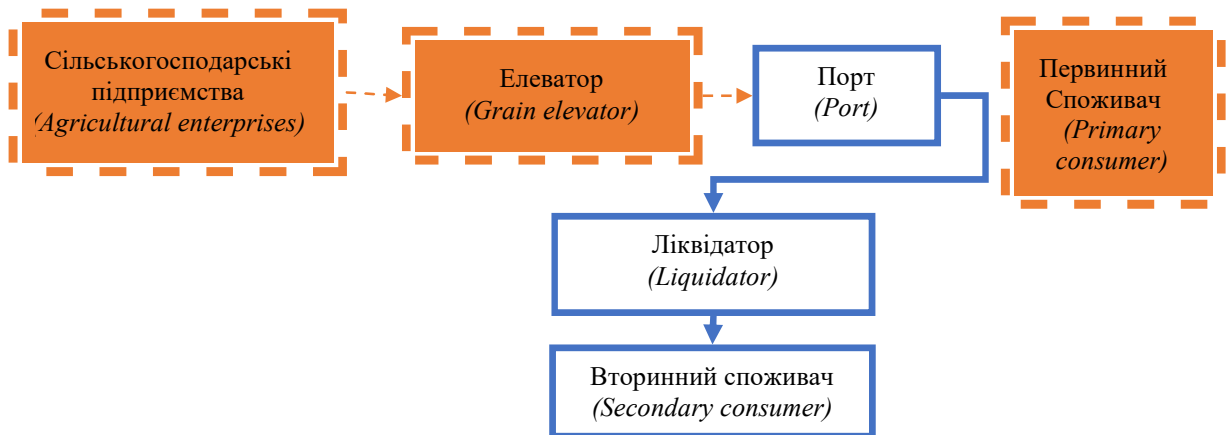 Сільськогосподарські
підприємства
(Agricultural enterprises)
Елеватор
(Grain elevator)
Порт
(Port)
Первинний
Споживач
(Primary
consumer)
Ліквідатор
(Liquidator)
Вторинний споживач
(Secondary consumer)